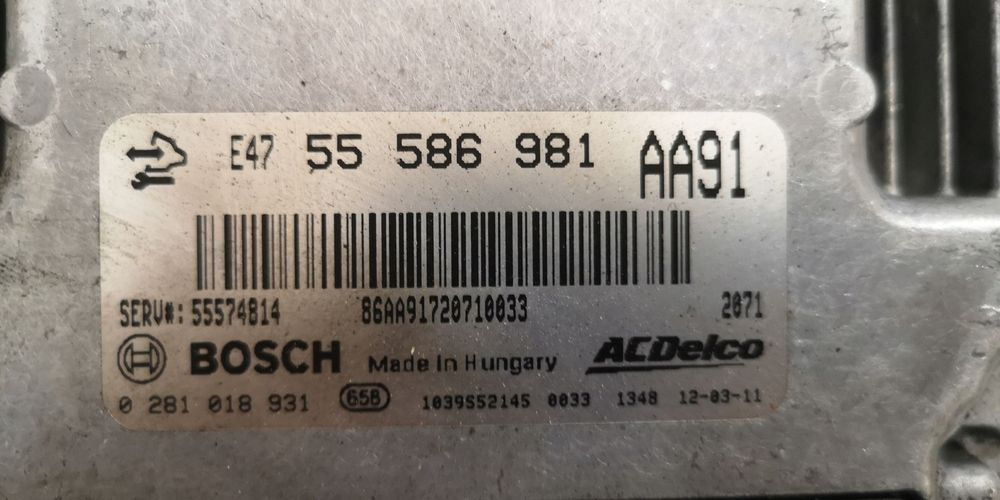 E47 55 586 981 AA91
SERV#: 55574814 86AA91720710033 2071
BOSCH Made In Hungary ACDelco
0 281 018 931 658 1039S52145 0033 1348 12-03-11